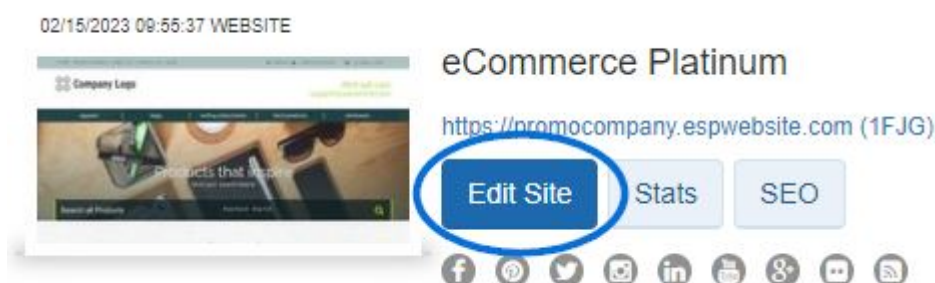 02/15/2023 09:55:37 WEBSITE
Company Logo
Products that inspire
Search all Products
eCommerce Platinum
https://promocompany.espwebsite.com (1FJG)
Edit Site
Stats
SEO